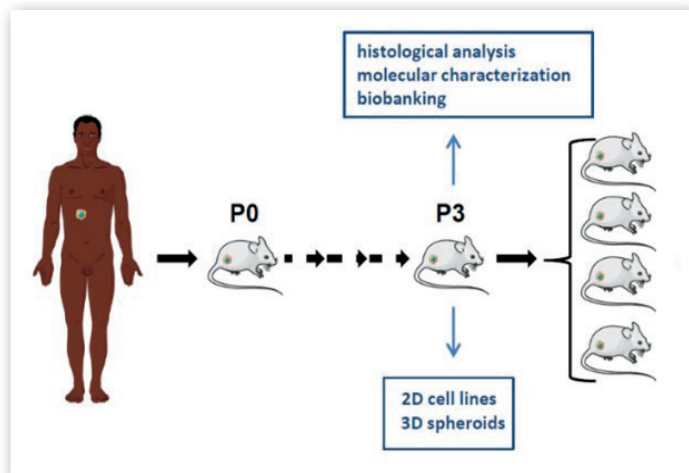 histological analysis
molecular characterization
biobanking
P0
P3
2D cell lines
3D spheroids